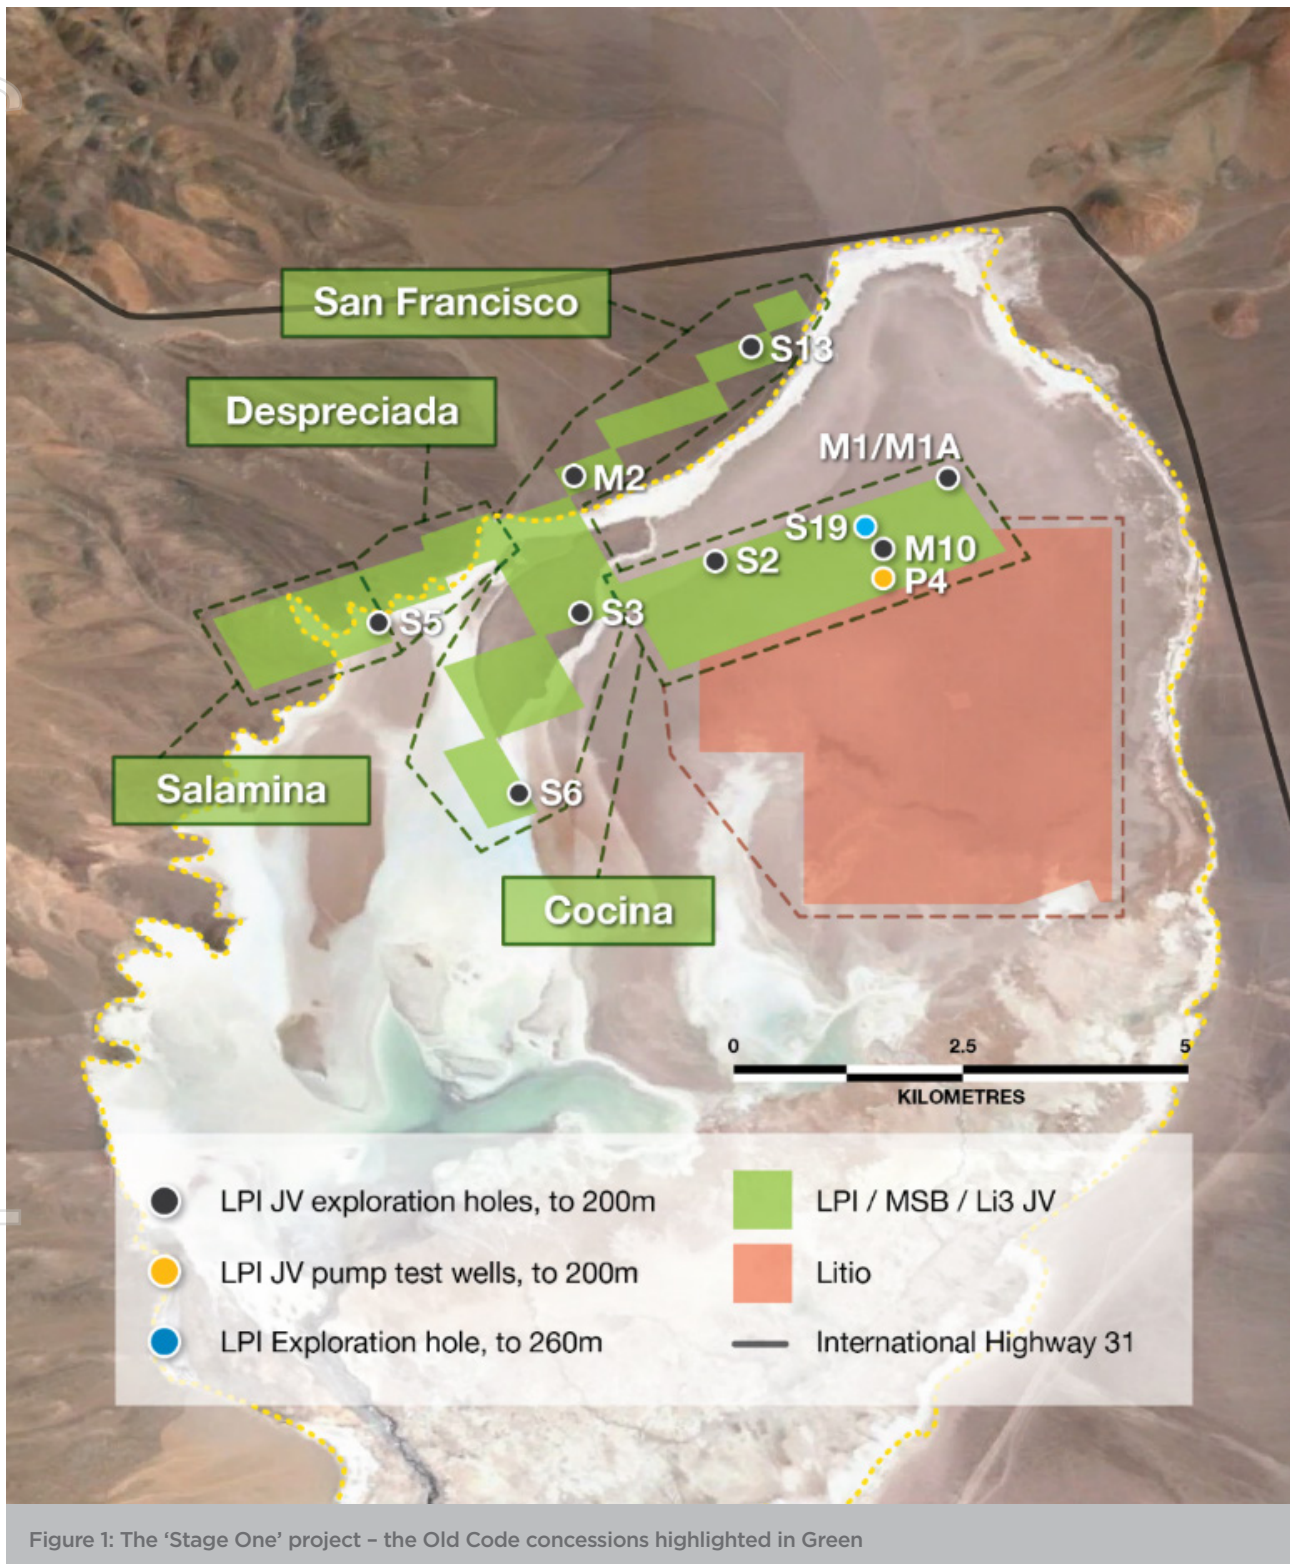 San Francisco
S13
Despreciada
M1/M1A
M2
S19
M10
S2
P4
S3
S5
Salamina
S6
Cocina
0 2.5 5
KILOMETRES
LPI JV exploration holes, to 200m
LPI / MSB / Li3 JV
LPI JV pump test wells, to 200m
Litio
LPI Exploration hole, to 260m
International Highway 31
Figure 1: The ‘Stage One’ project – the Old Code concessions highlighted in Green